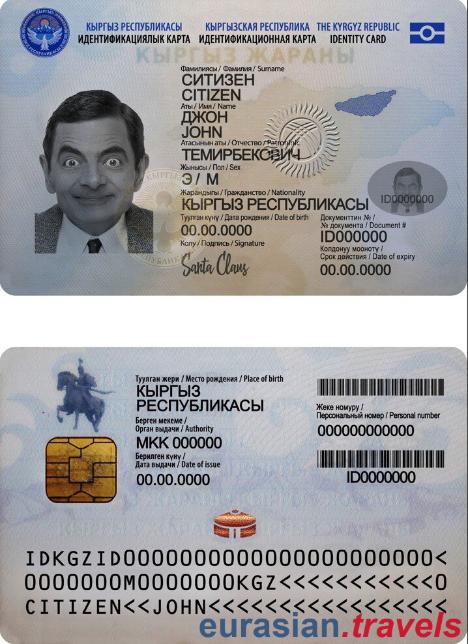 КЫРГЫЗ РЕСПУБЛИКАСЫ КЫРГЫЗСКАЯ РЕСПУБЛИКА THE KYRGYZ REPUBLIC
ИДЕНТИФИКАЦИЯЛЫК КАРТА ИДЕНТИФИКАЦИОННАЯ КАРТА IDENTITY CARD
КЫРГЫЗ ЖАРАНЫ
Фамилиясы / Фамилия / Surname
СИТИЗЕН
CITIZEN
Аты / Имя / Name
ДЖОН
JOHN
Атасынын аты / Отчество / Patronymic
ТЕМИРБЕКОВИЧ
Жынысы / Пол / Sex
Э / М
Жарандыгы / Гражданство / Nationality
КЫРГЫЗ РЕСПУБЛИКАСЫ
ID0000000
Туулган күнү / Дата рождения / Date of birth
00.00.0000
Документтин № /
№ документа / Document #
ID000000
Колу / Подпись / Signature
Santa Claus
Колдонуу мөөнөтү /
Срок действия / Date of expiry
00.00.0000
Туулган жери / Место рождения / Place of birth
КЫРГЫЗ
РЕСПУБЛИКАСЫ
Берген мекеме /
Орган выдачи / Authority
МКК 000000
Берилген күнү /
Дата выдачи / Date of issue
00.00.0000
Жеке номуру /
Персональный номер / Personal number
000000000000
ID0000000
IDKGZID00000000000000000000000<
0000000M0000000KGZ<<<<<<<<<<<0
CITIZEN<<JOHN<<<<<<<<<<<<<<<<<
eurasian.travels